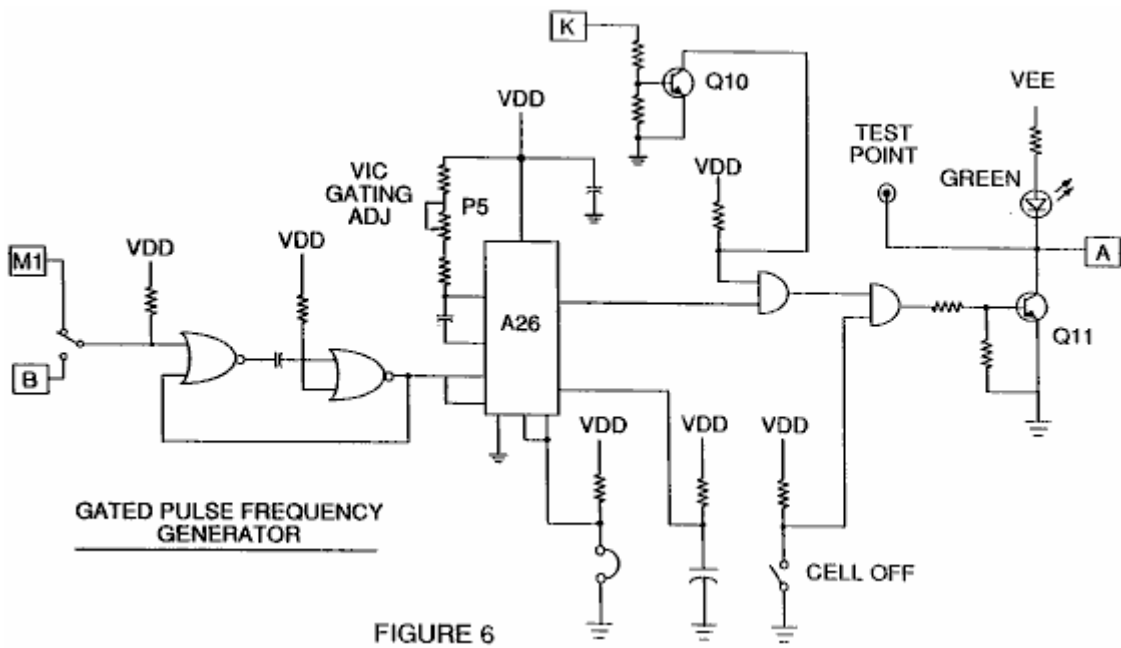 K
Q10
VDD
VEE
TEST
POINT
VIC
GATING
ADJ
P5
VDD
GREEN
M1
VDD
VDD
A
A26
Q11
B
VDD
VDD
VDD
GATED PULSE FREQUENCY
GENERATOR
CELL OFF
FIGURE 6